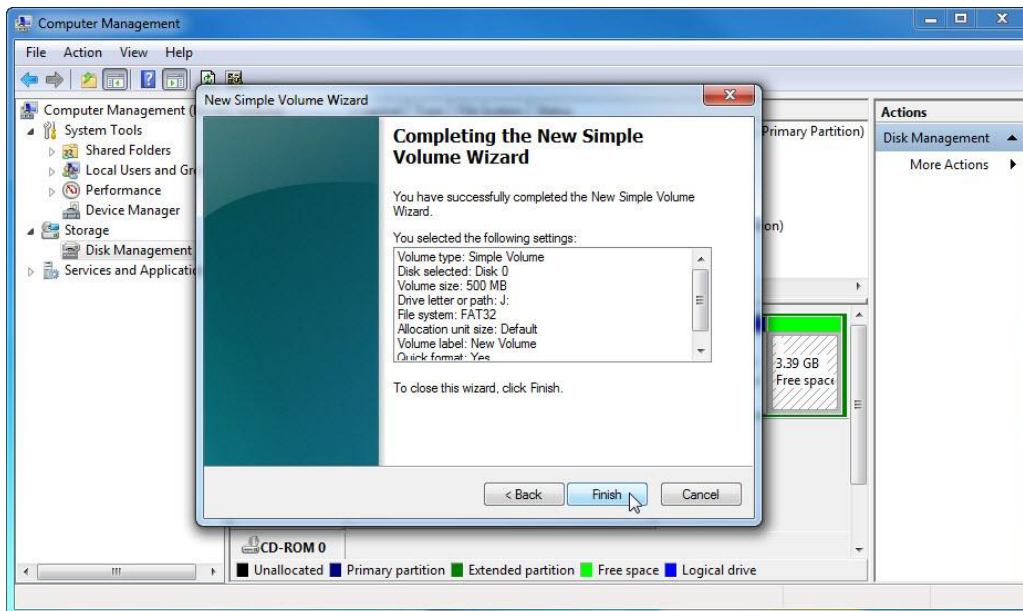 Computer Management
File Action View Help
Computer Management (
System Tools
Shared Folders
Local Users and Gr
Performance
Device Manager
Storage
Disk Management
Services and Applicatio
New Simple Volume Wizard
Completing the New Simple
Volume Wizard
You have successfully completed the New Simple Volume
Wizard.
You selected the following settings:
Volume type: Simple Volume
Disk selected: Disk 0
Volume size: 500 MB
Drive letter or path: J:
File system: FAT32
Allocation unit size: Default
Volume label: New Volume
Quick format: Yes
To close this wizard, click Finish.
< Back Finish Cancel
Primary Partition)
on)
3.39 GB
Free space
CD-ROM 0
Unallocated Primary partition Extended partition Free space Logical drive
Actions
Disk Management
More Actions